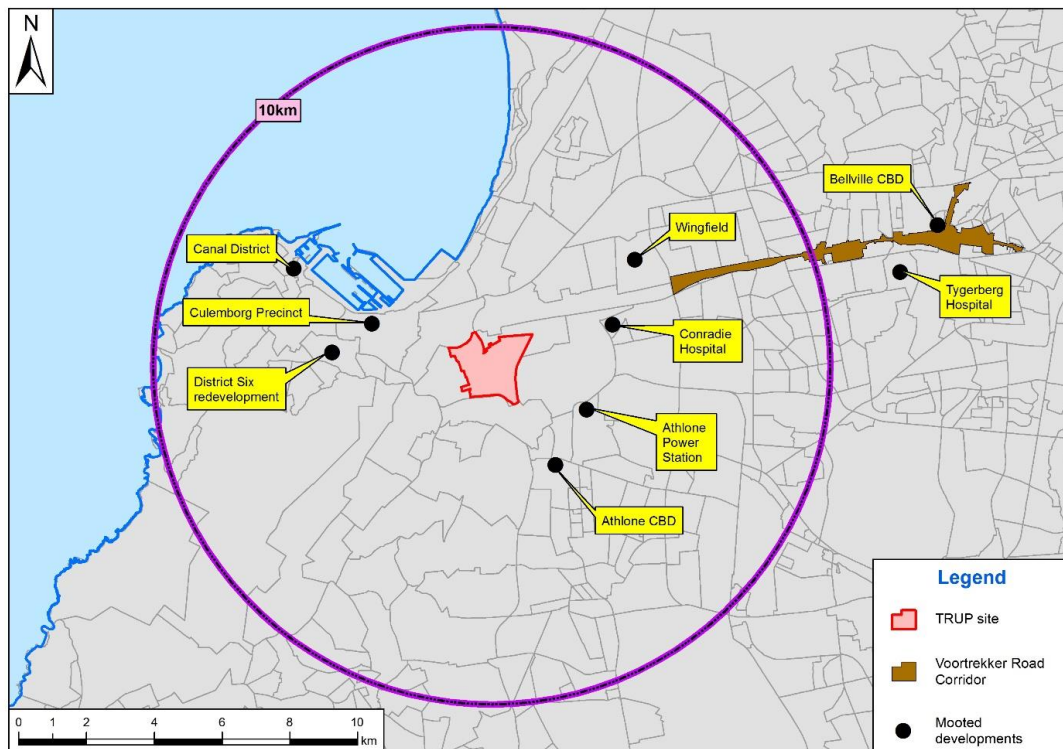 N
10km
Bellville CBD
Wingfield
Canal District
Tygerberg
Hospital
Culemborg Precinct
Conradie
Hospital
District Six
redevelopment
Athlone
Power
Station
Athlone CBD
Legend
TRUP site
Voortrekker Road
Corridor
Mooted
developments
0 1 2 4 6 8 10
km